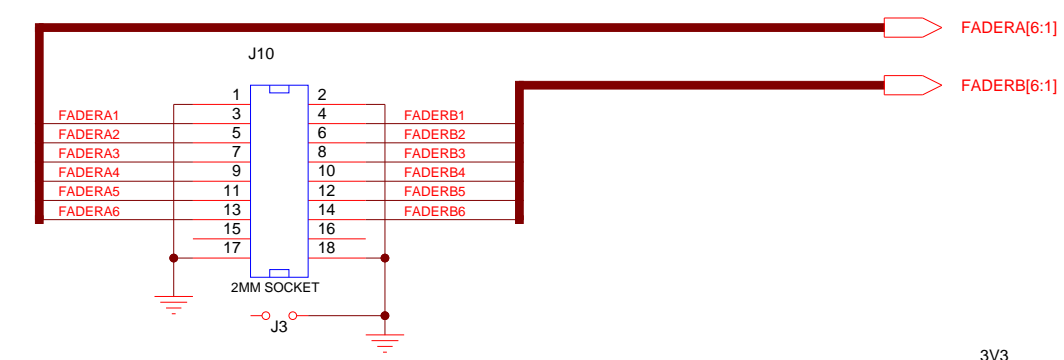 FADERA[6:1]
J10
FADERB[6:1]
1 2
FADERA1 3 4 FADERB1
FADERA2 5 6 FADERB2
FADERA3 7 8 FADERB3
FADERA4 9 10 FADERB4
FADERA5 11 12 FADERB5
FADERA6 13 14 FADERB6
15 16
17 18
2MM SOCKET
J3
3V3